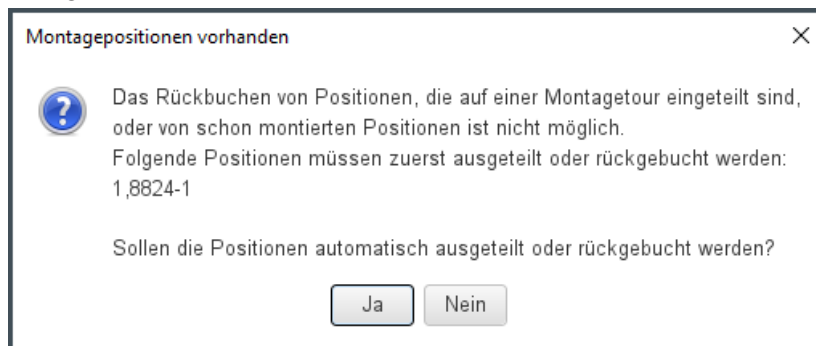 Montagepositionen vorhanden
Das Rückbuchen von Positionen, die auf einer Montagetour eingeteilt sind,
oder von schon montierten Positionen ist nicht möglich.
Folgende Positionen müssen zuerst ausgeteilt oder rückgebucht werden:
1,8824-1
Sollen die Positionen automatisch ausgeteilt oder rückgebucht werden?
Ja Nein